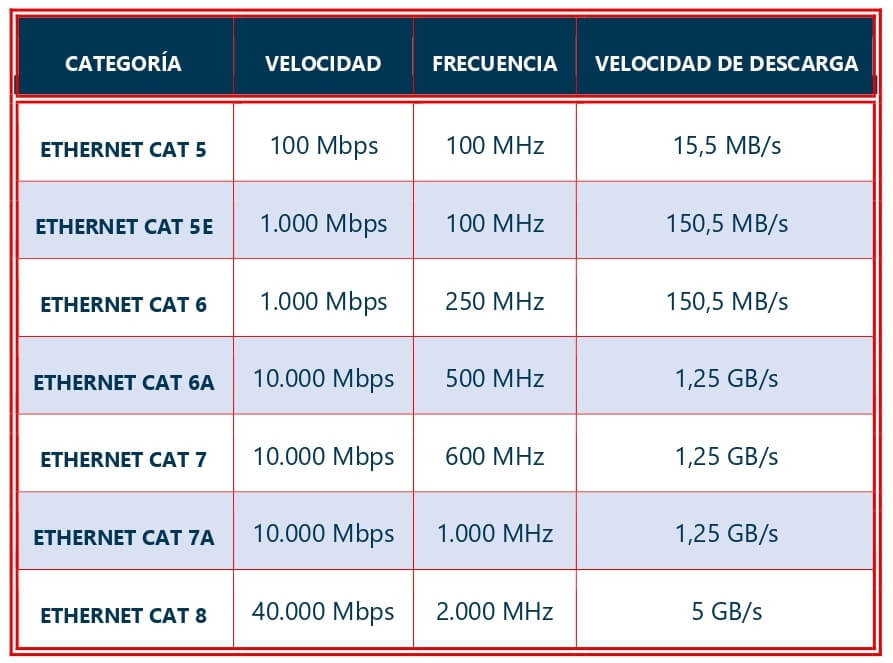 CATEGORÍA VELOCIDAD FRECUENCIA VELOCIDAD DE DESCARGA
ETHERNET CAT 5 100 Mbps 100 MHz 15,5 MB/s
ETHERNET CAT 5E 1.000 Mbps 100 MHz 150,5 MB/s
ETHERNET CAT 6 1.000 Mbps 250 MHz 150,5 MB/s
ETHERNET CAT 6A 10.000 Mbps 500 MHz 1,25 GB/s
ETHERNET CAT 7 10.000 Mbps 600 MHz 1,25 GB/s
ETHERNET CAT 7A 10.000 Mbps 1.000 MHz 1,25 GB/s
ETHERNET CAT 8 40.000 Mbps 2.000 MHz 5 GB/s